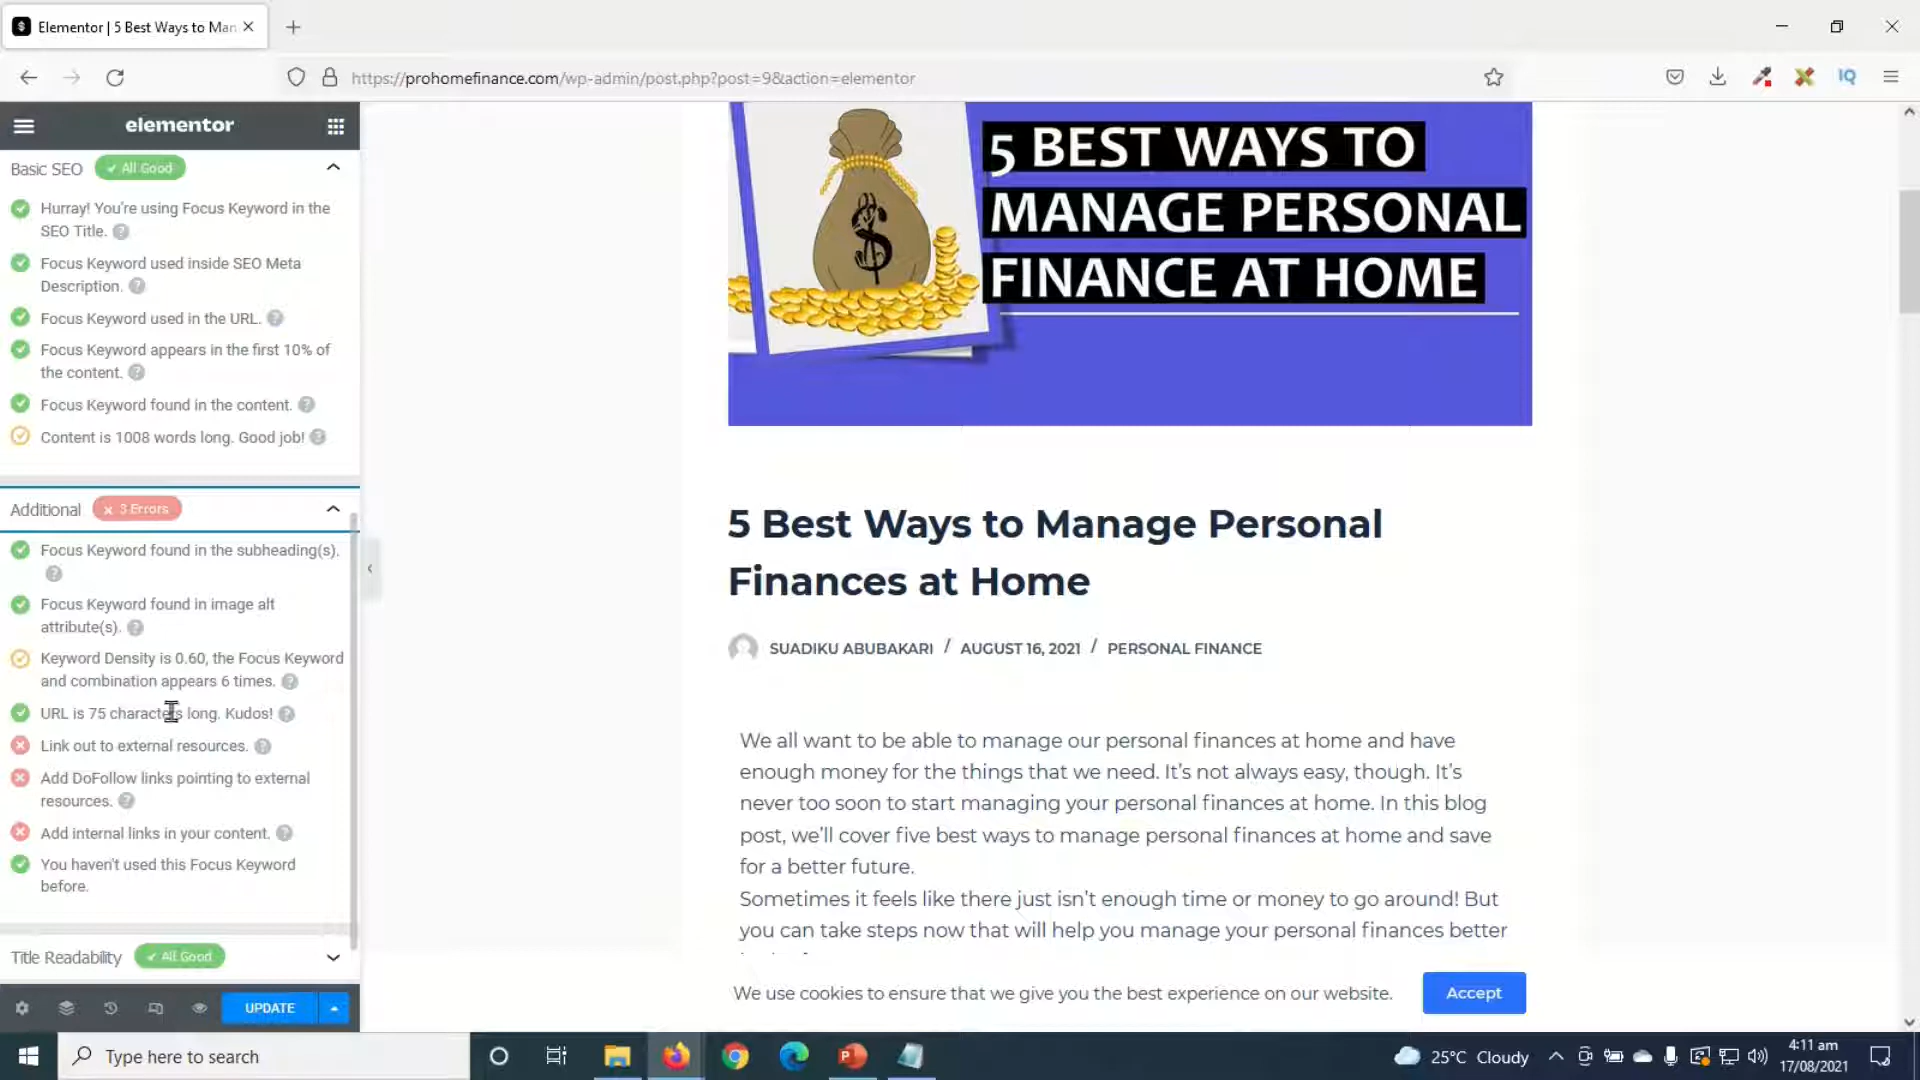 Elementor | 5 Best Ways to Man
https://prohomefinance.com/wp-admin/post.php?post=9&action=elementor
IQ
elementor
Basic SEO
All Good
Hurray! You're using Focus Keyword in the
SEO Title.
Focus Keyword used inside SEO Meta
Description.
Focus Keyword used in the URL.
Focus Keyword appears in the first 10% of
the content.
Focus Keyword found in the content.
Content is 1008 words long. Good job!
Additional
3 Errors
Focus Keyword found in the subheading(s).
Focus Keyword found in image alt
attribute(s).
Keyword Density is 0.60, the Focus Keyword
and combination appears 6 times.
URL is 75 characters long. Kudos!
Link out to external resources.
Add DoFollow links pointing to external
resources.
Add internal links in your content.
You haven't used this Focus Keyword
before.
Title Readability
All Good
UPDATE
$
5 BEST WAYS TO
MANAGE PERSONAL
FINANCE AT HOME
5 Best Ways to Manage Personal
Finances at Home
SUADIKU ABUBAKARI / AUGUST 16, 2021 / PERSONAL FINANCE
We all want to be able to manage our personal finances at home and have
enough money for the things that we need. It's not always easy, though. It's
never too soon to start managing your personal finances at home. In this blog
post, we'll cover five best ways to manage personal finances at home and save
for a better future.
Sometimes it feels like there just isn't enough time or money to go around! But
you can take steps now that will help you manage your personal finances better
We use cookies to ensure that we give you the best experience on our website.
Accept
Type here to search
25°C Cloudy
4:11 am
17/08/2021